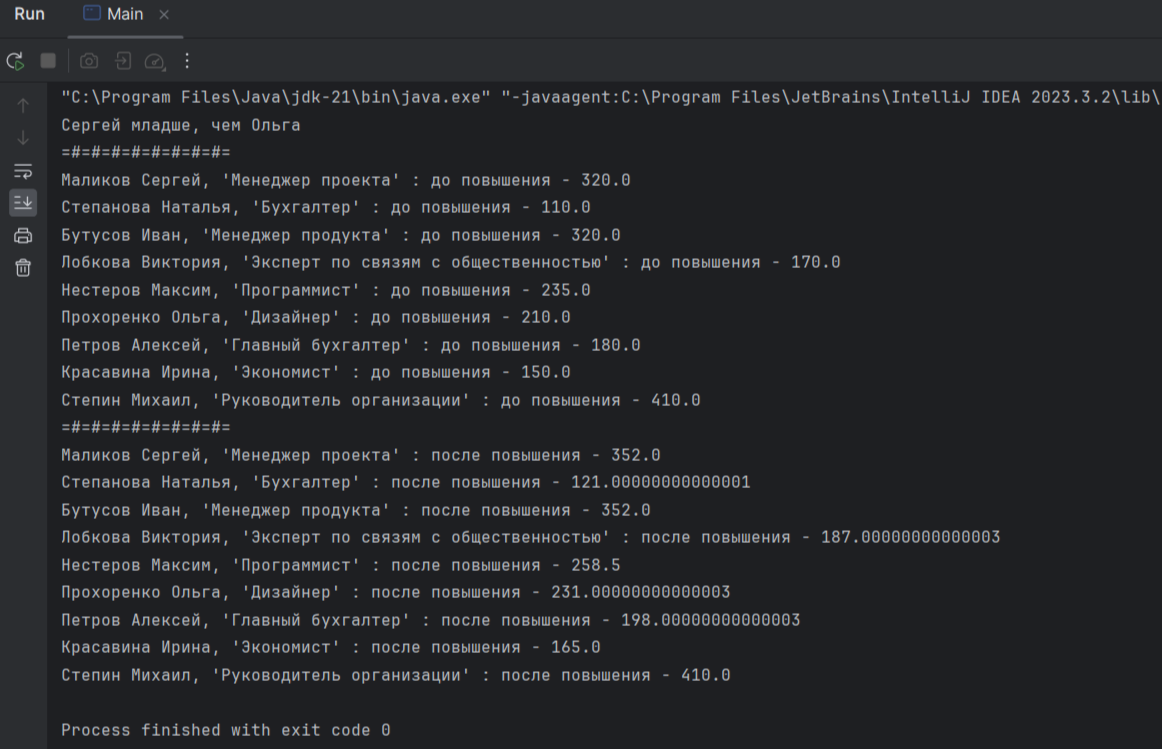 Run Main
"C:\Program Files\Java\jdk-21\bin\java.exe" "-javaagent:C:\Program Files\JetBrains\IntelliJ IDEA 2023.3.2\lib\
Сергей младше, чем Ольга
=#=#=#=#=#=#=#=#=
Маликов Сергей, 'Менеджер проекта' : до повышения - 320.0
Степанова Наталья, 'Бухгалтер' : до повышения - 110.0
Бутусов Иван, 'Менеджер продукта' : до повышения - 320.0
Лобкова Виктория, 'Эксперт по связям с общественностью' : до повышения - 170.0
Нестеров Максим, 'Программист' : до повышения - 235.0
Прохоренко Ольга, 'Дизайнер' : до повышения - 210.0
Петров Алексей, 'Главный бухгалтер' : до повышения - 180.0
Красавина Ирина, 'Экономист' : до повышения - 150.0
Степин Михаил, 'Руководитель организации' : до повышения - 410.0
=#=#=#=#=#=#=#=#=
Маликов Сергей, 'Менеджер проекта' : после повышения - 352.0
Степанова Наталья, 'Бухгалтер' : после повышения - 121.00000000000001
Бутусов Иван, 'Менеджер продукта' : после повышения - 352.0
Лобкова Виктория, 'Эксперт по связям с общественностью' : после повышения - 187.00000000000003
Нестеров Максим, 'Программист' : после повышения - 258.5
Прохоренко Ольга, 'Дизайнер' : после повышения - 231.00000000000003
Петров Алексей, 'Главный бухгалтер' : после повышения - 198.00000000000003
Красавина Ирина, 'Экономист' : после повышения - 165.0
Степин Михаил, 'Руководитель организации' : после повышения - 410.0
Process finished with exit code 0